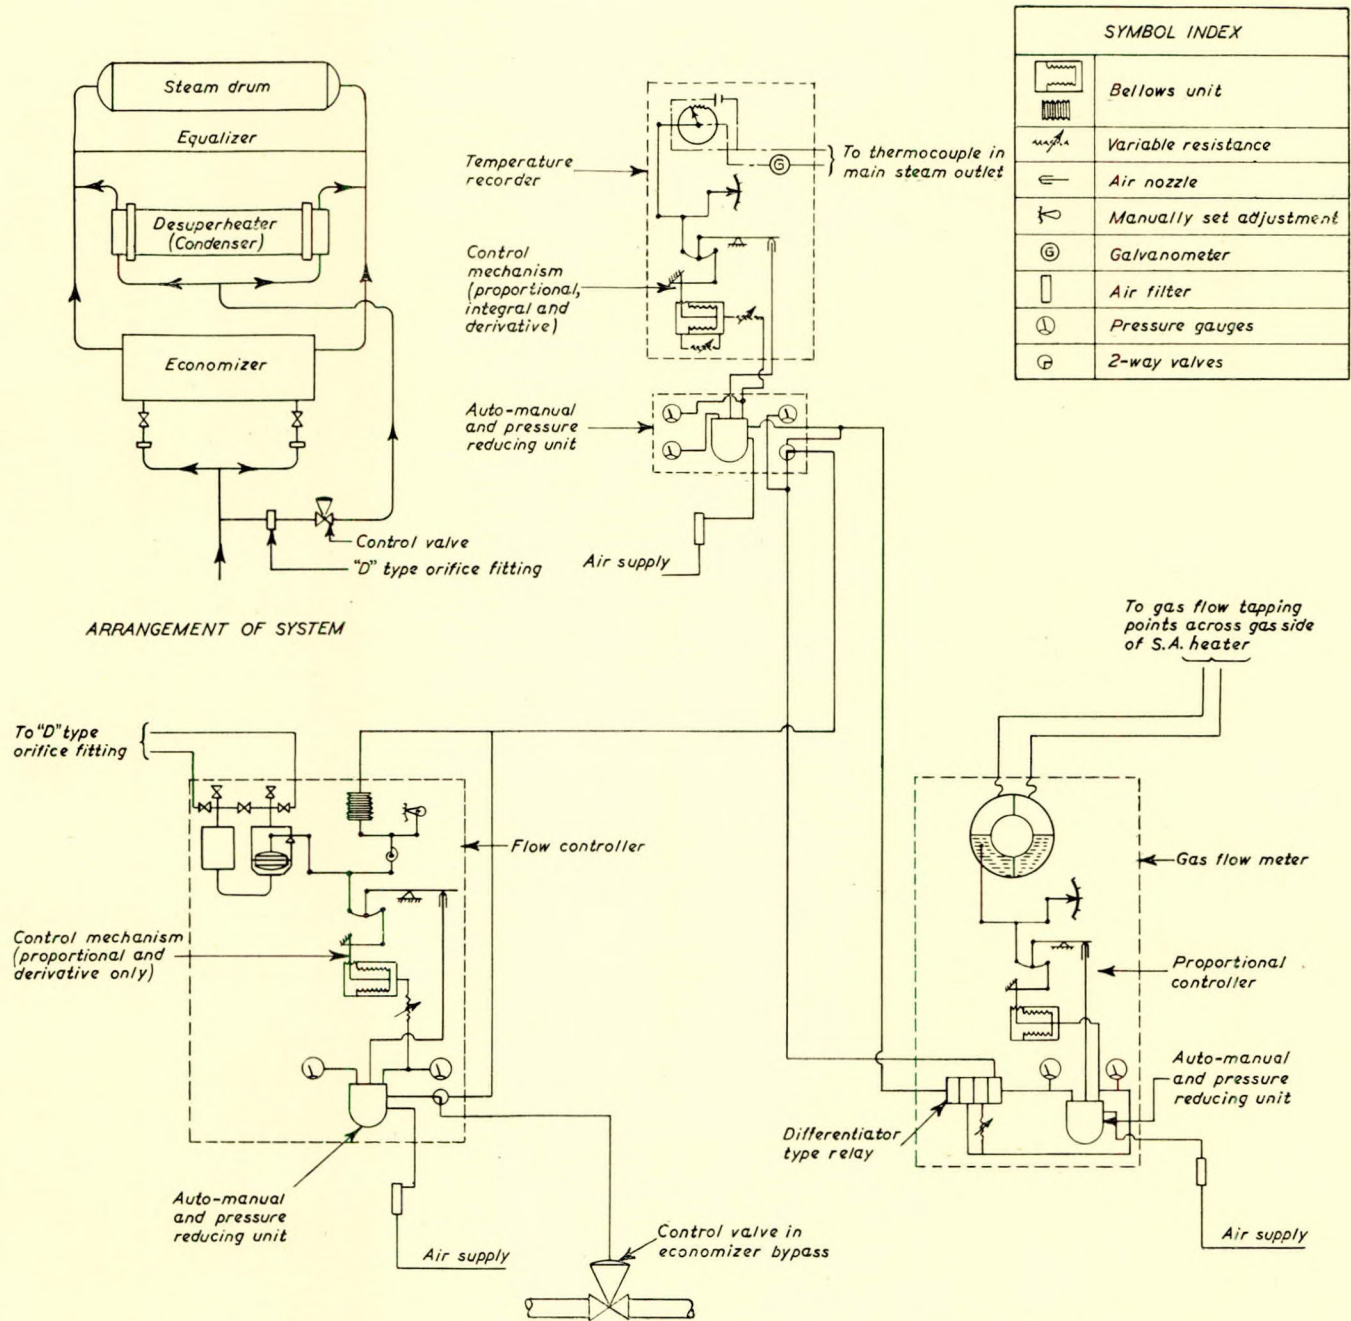 SYMBOL INDEX
Bellows unit
Variable resistance
Air nozzle
Manually set adjustment
G
Galvanometer
Air filter
Pressure gauges
2-way valves
Steam drum
Equalizer
Desuperheater
(Condenser)
Economizer
Control valve
"D" type orifice fitting
ARRANGEMENT OF SYSTEM
Temperature
recorder
G
To thermocouple in
main steam outlet
Control
mechanism
(proportional,
integral and
derivative)
Auto-manual
and pressure
reducing unit
Air supply
To gas flow tapping
points across gas side
of S.A. heater
To "D" type
orifice fitting
Flow controller
Control mechanism
(proportional and
derivative only)
Auto-manual
and pressure
reducing unit
Air supply
Control valve in
economizer bypass
Gas flow meter
Proportional
controller
Auto-manual
and pressure
reducing unit
Differentiator
type relay
Air supply